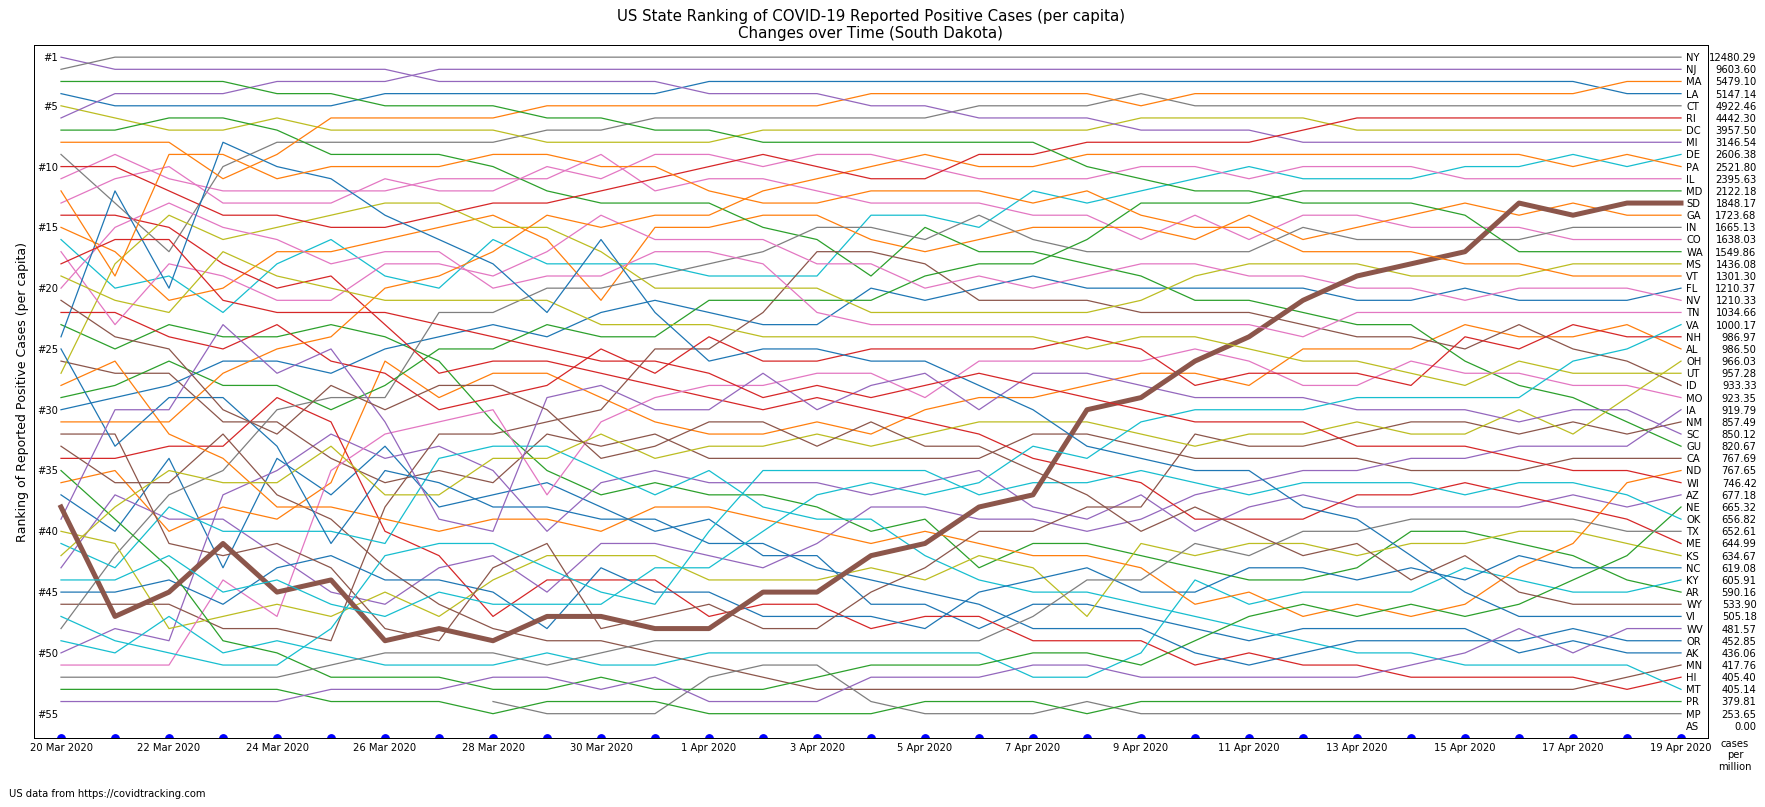 US State Ranking of COVID-19 Reported Positive Cases (per capita)
Changes over Time (South Dakota)
Ranking of Reported Positive Cases (per capita)
#1
#5
#10
#15
#20
#25
#30
#35
#40
#45
#50
#55
NY 12480.29
NJ 9603.60
MA 5479.10
LA 5147.14
CT 4922.46
RI 4442.30
DC 3957.50
MI 3146.54
DE 2606.38
PA 2521.80
IL 2395.63
MD 2122.18
SD 1848.17
GA 1723.68
IN 1665.13
CO 1638.03
WA 1549.86
MS 1436.08
VT 1301.30
FL 1210.37
NV 1210.33
TN 1034.66
VA 1000.17
NH 986.97
AL 986.50
OH 966.03
UT 957.28
ID 933.33
MO 923.35
IA 919.79
NM 857.49
SC 850.12
GU 820.67
CA 767.69
ND 767.65
WI 746.42
AZ 677.18
NE 665.32
OK 656.82
TX 652.61
ME 644.99
KS 634.67
NC 619.08
KY 605.91
AR 590.16
WY 533.90
VI 505.18
WV 481.57
OR 452.85
AK 436.06
MN 417.76
HI 405.40
MT 405.14
PR 379.81
MP 253.65
AS 0.00
20 Mar 2020 22 Mar 2020 24 Mar 2020 26 Mar 2020 28 Mar 2020 30 Mar 2020 1 Apr 2020 3 Apr 2020 5 Apr 2020 7 Apr 2020 9 Apr 2020 11 Apr 2020 13 Apr 2020 15 Apr 2020 17 Apr 2020 19 Apr 2020
cases
per
million
US data from https://covidtracking.com